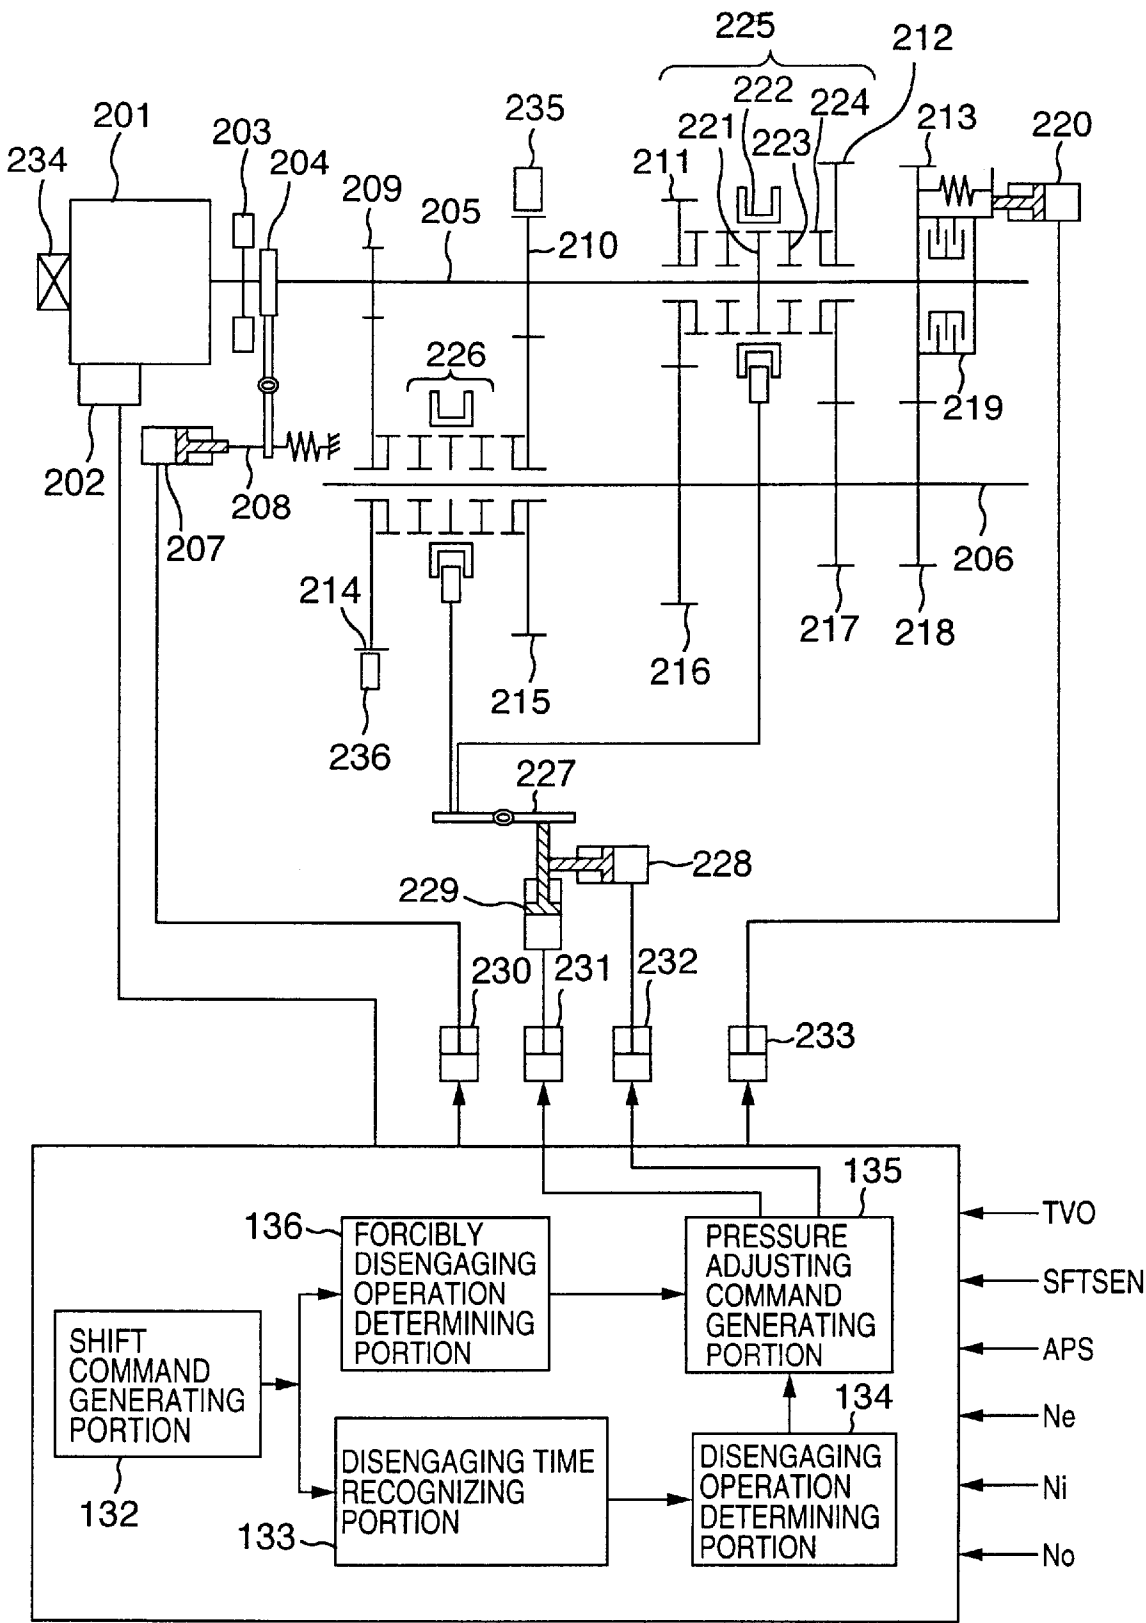 225
212
235
222
224
213
220
201
203
221
223
234
204
211
209
205
210
226
219
202
208
206
207
214
217
218
216
215
236
227
228
229
230
231
232
233
135
136
FORCIBLY
DISENGAGING
OPERATION
DETERMINING
PORTION
PRESSURE
ADJUSTING
COMMAND
GENERATING
PORTION
TVO
SFTSEN
SHIFT
COMMAND
GENERATING
PORTION
APS
134
Ne
132
DISENGAGING TIME
RECOGNIZING
PORTION
133
DISENGAGING
OPERATION
DETERMINING
PORTION
Ni
No